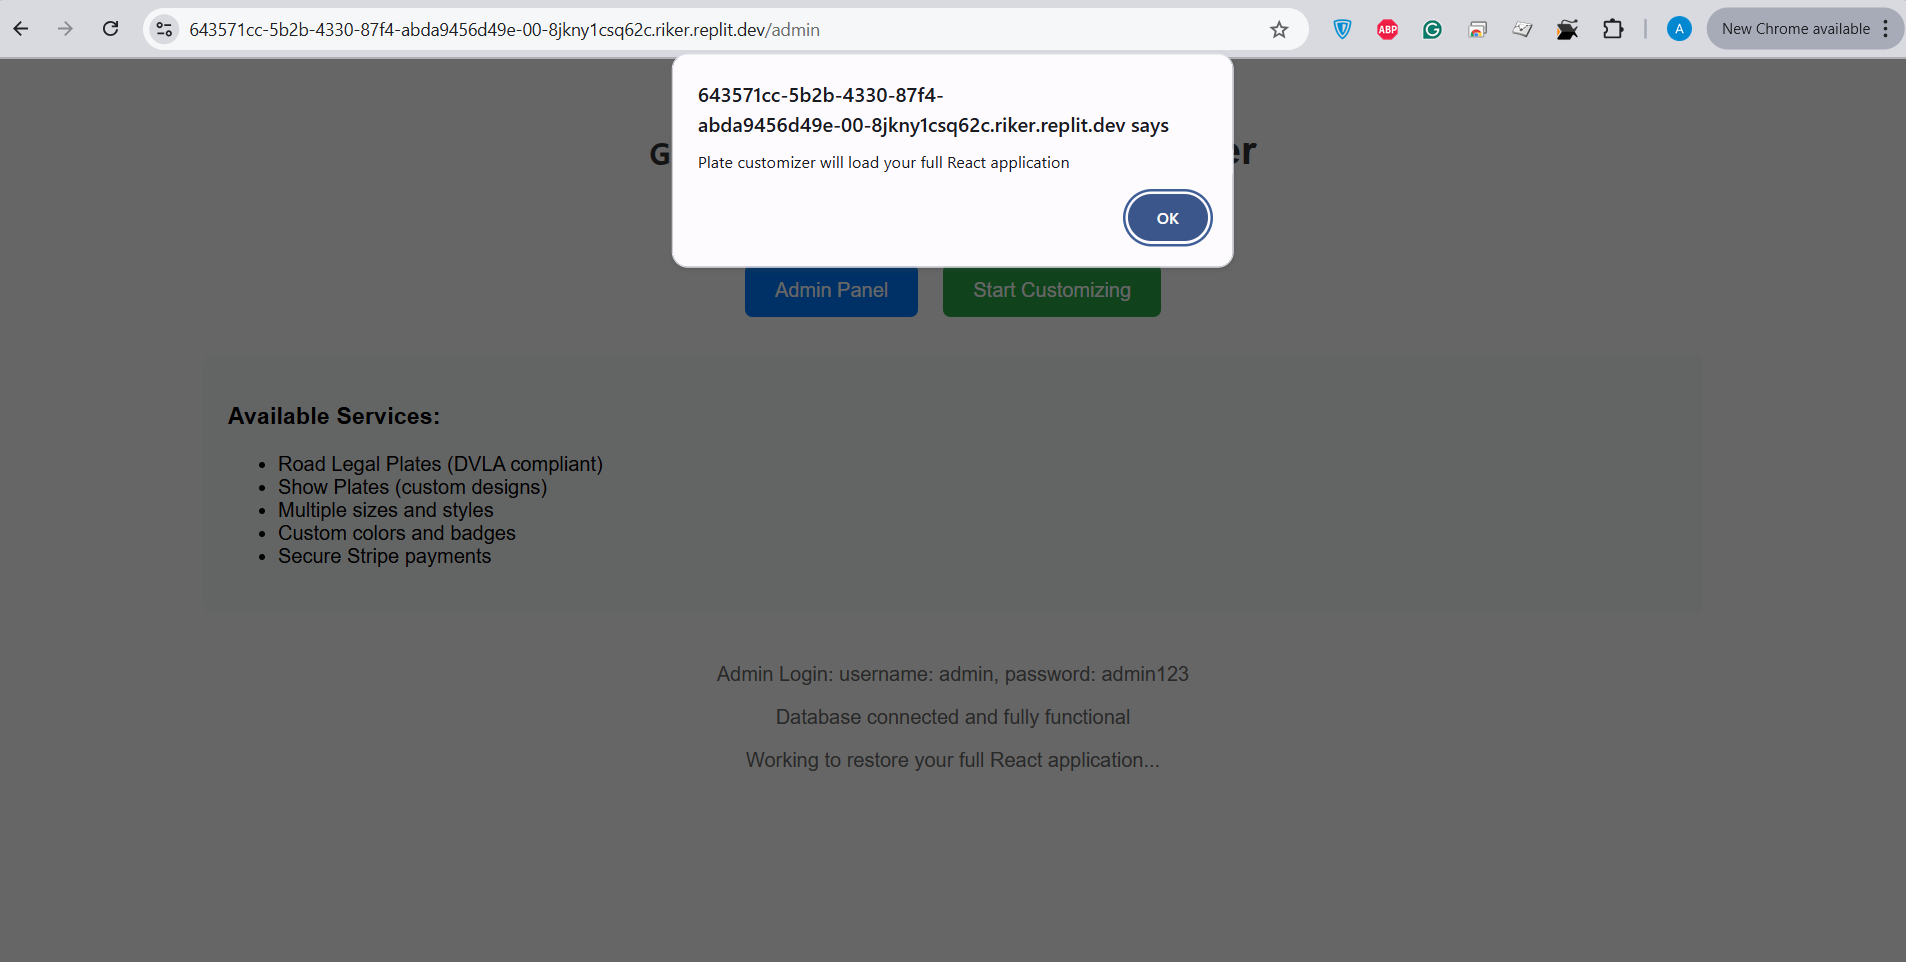 643571cc-5b2b-4330-87f4-abda9456d49e-00-8jkny1csq62c.riker.replit.dev/admin
ABP
A
New Chrome available
643571cc-5b2b-4330-87f4-
abda9456d49e-00-8jkny1csq62c.riker.replit.dev says
Plate customizer will load your full React application
OK
Admin Panel
Start Customizing
Available Services:
• Road Legal Plates (DVLA compliant)
• Show Plates (custom designs)
• Multiple sizes and styles
• Custom colors and badges
• Secure Stripe payments
Admin Login: username: admin, password: admin123
Database connected and fully functional
Working to restore your full React application...